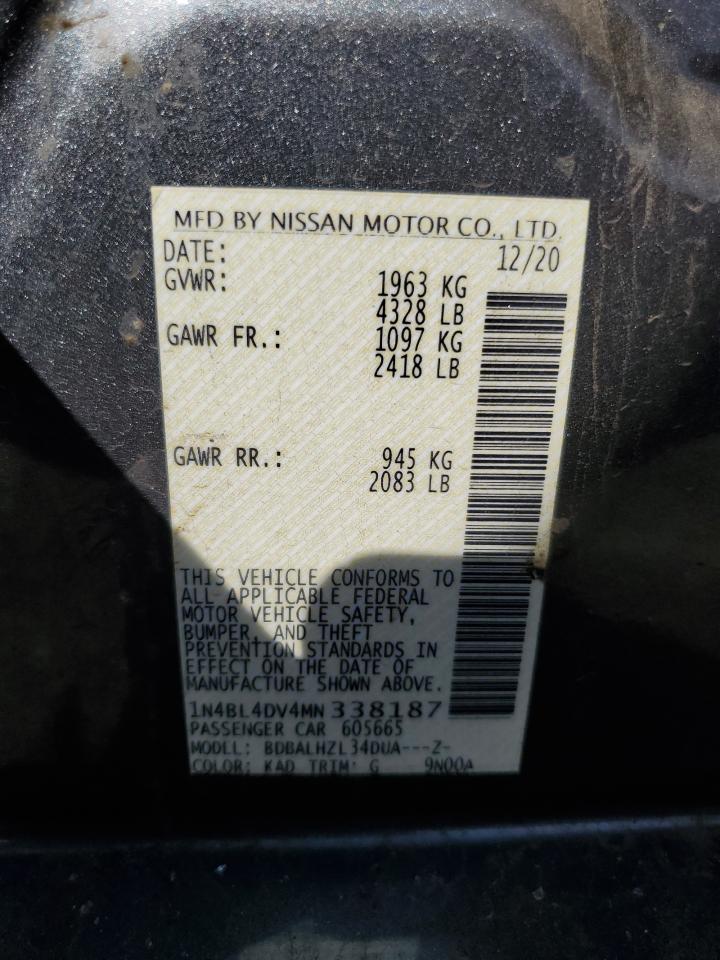 MFD BY NISSAN MOTOR CO., LTD.
DATE: 12/20
GVWR: 1963 KG
4328 LB
GAWR FR.: 1097 KG
2418 LB
GAWR RR.: 945 KG
2083 LB
THIS VEHICLE CONFORMS TO
ALL APPLICABLE FEDERAL
MOTOR VEHICLE SAFETY,
BUMPER, AND THEFT
PREVENTION STANDARDS IN
EFFECT ON THE DATE OF
MANUFACTURE SHOWN ABOVE.
1N4BL4DV4MN338187
PASSENGER CAR 605665
MODEL: BDBALHZL34DUA---Z-
COLOR: KAD TRIM: G 9N00A